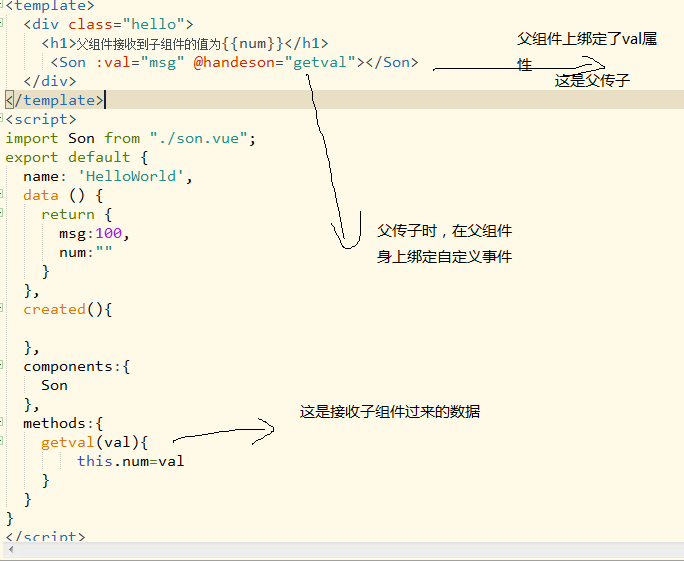 <template>
<div class="hello">
<h1>父组件接收到子组件的值为{{num}}</h1>
<Son :val="msg" @handeson="getval"></Son>
父组件上绑定了val属
性
这是父传子
</div>
</template>
<script>
import Son from "./son.vue";
export default {
name: 'HelloWorld',
data () {
return {
msg:100,
num:""
}
父传子时，在父组件
身上绑定自定义事件
},
created(){
},
components:{
Son
},
methods:{
getval(val){
this.num=val
}
这是接收子组件过来的数据
}
}
</script>